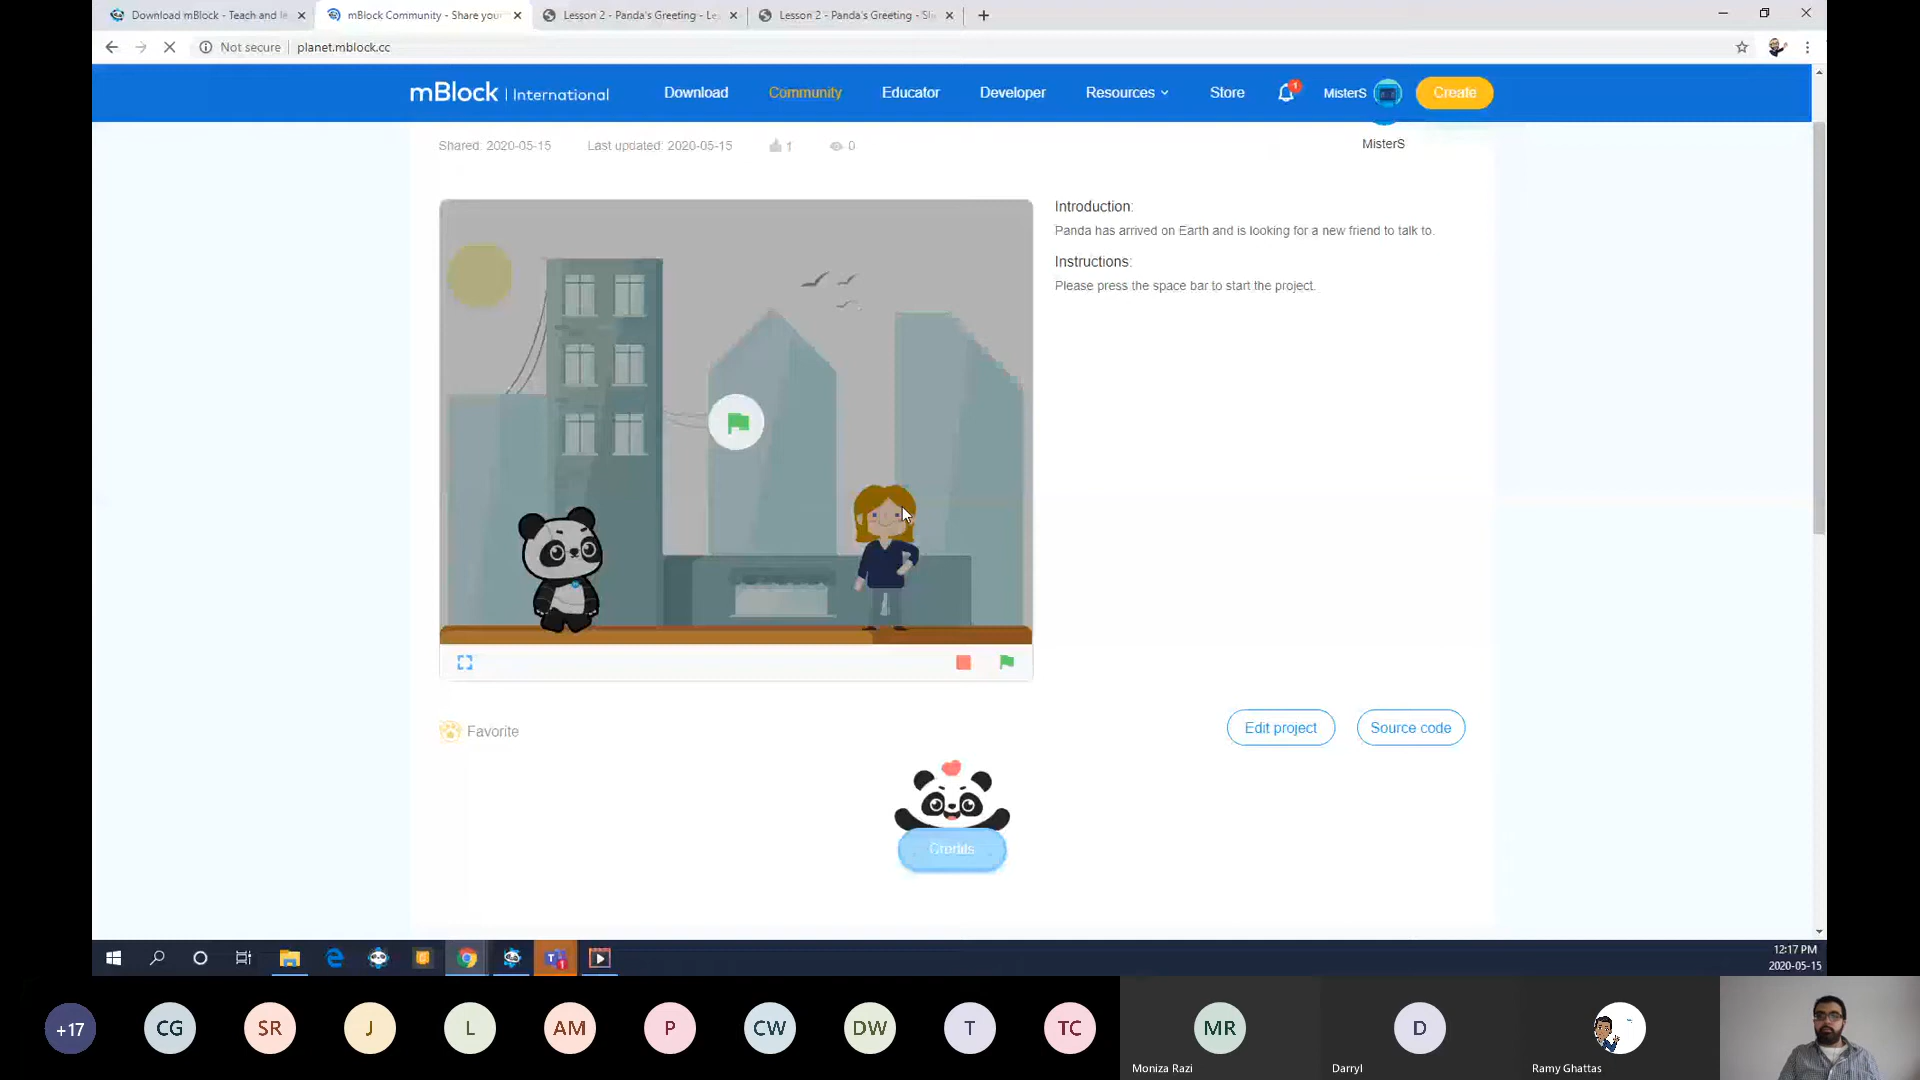 Download mBlock - Teach and le
mBlock Community - Share your
Lesson 2 - Panda's Greeting - Le
Lesson 2 - Panda's Greeting - Sli
Not secure
planet.mblock.cc
mBlock | International
Download
Community
Educator
Developer
Resources
Store
1
MisterS
Create
Shared: 2020-05-15
Last updated: 2020-05-15
1
0
MisterS
Introduction:
Panda has arrived on Earth and is looking for a new friend to talk to.
Instructions:
Please press the space bar to start the project.
Favorite
Edit project
Source code
Credits
12:17 PM
2020-05-15
+17
CG
SR
J
L
AM
P
CW
DW
T
TC
MR
D
Moniza Razi
Darryl
Ramy Ghattas